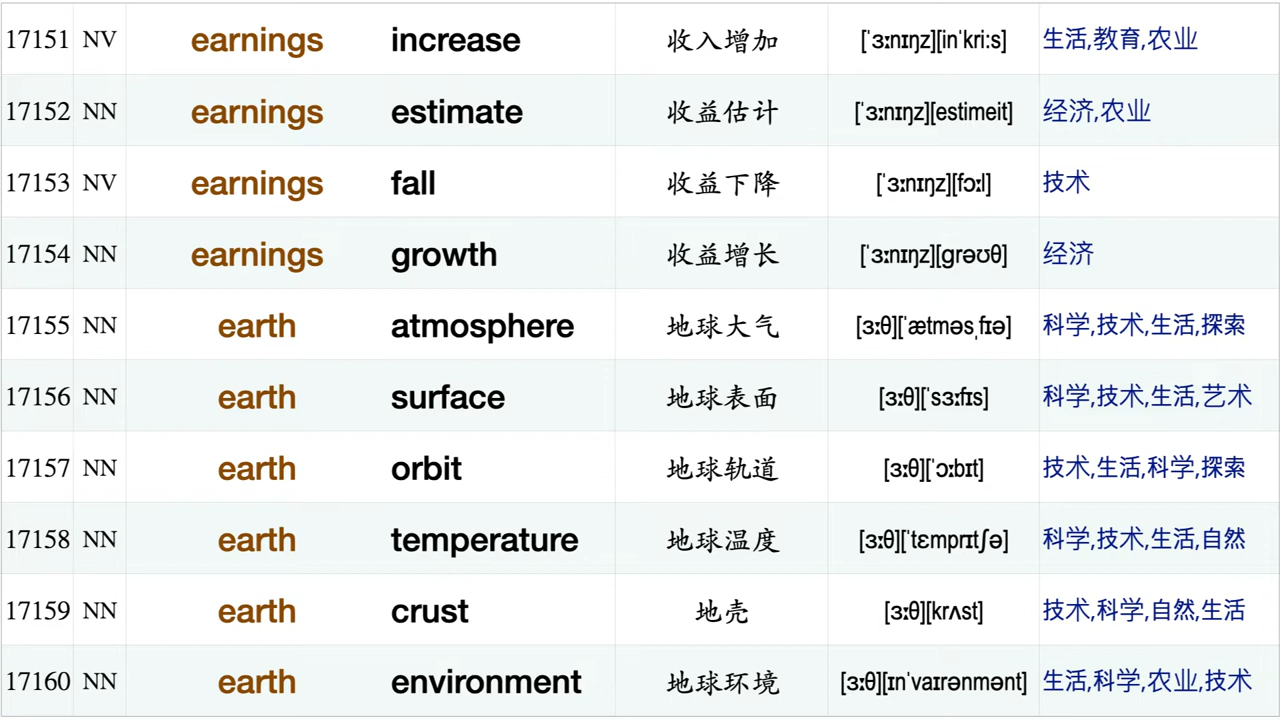 17151 NV earnings increase 收入增加 [ˈɜːnɪŋz][inˈkriːs] 生活,教育,农业
17152 NN earnings estimate 收益估计 [ˈɜːnɪŋz][estimeit] 经济,农业
17153 NV earnings fall 收益下降 [ˈɜːnɪŋz][fɔːl] 技术
17154 NN earnings growth 收益增长 [ˈɜːnɪŋz][ɡrəʊθ] 经济
17155 NN earth atmosphere 地球大气 [ɜːθ][ˈætməsˌfɪə] 科学,技术,生活,探索
17156 NN earth surface 地球表面 [ɜːθ][ˈsɜːfɪs] 科学,技术,生活,艺术
17157 NN earth orbit 地球轨道 [ɜːθ][ˈɔːbɪt] 技术,生活,科学,探索
17158 NN earth temperature 地球温度 [ɜːθ][ˈtɛmprɪtʃə] 科学,技术,生活,自然
17159 NN earth crust 地壳 [ɜːθ][krʌst] 技术,科学,自然,生活
17160 NN earth environment 地球环境 [ɜːθ][ɪnˈvaɪrənmənt] 生活,科学,农业,技术